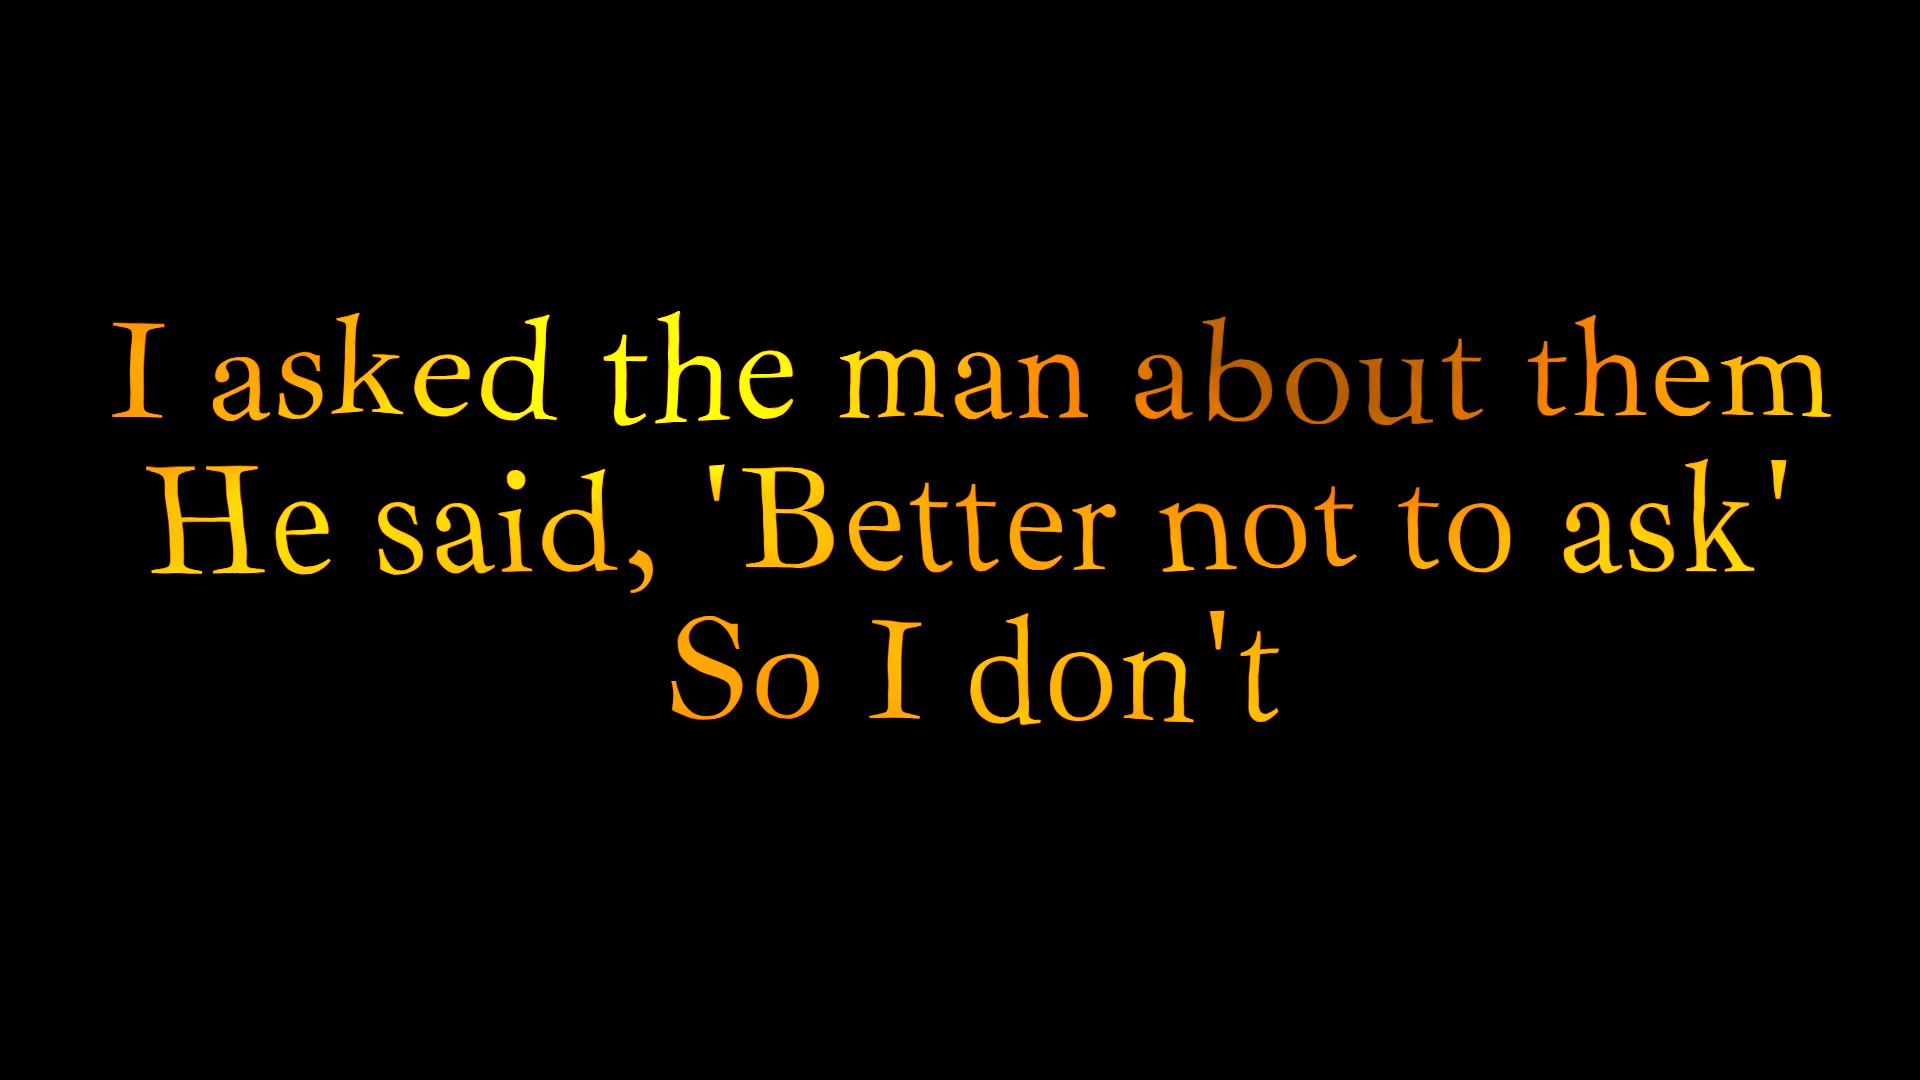 I asked the man about them
He said, 'Better not to ask'
So I don't